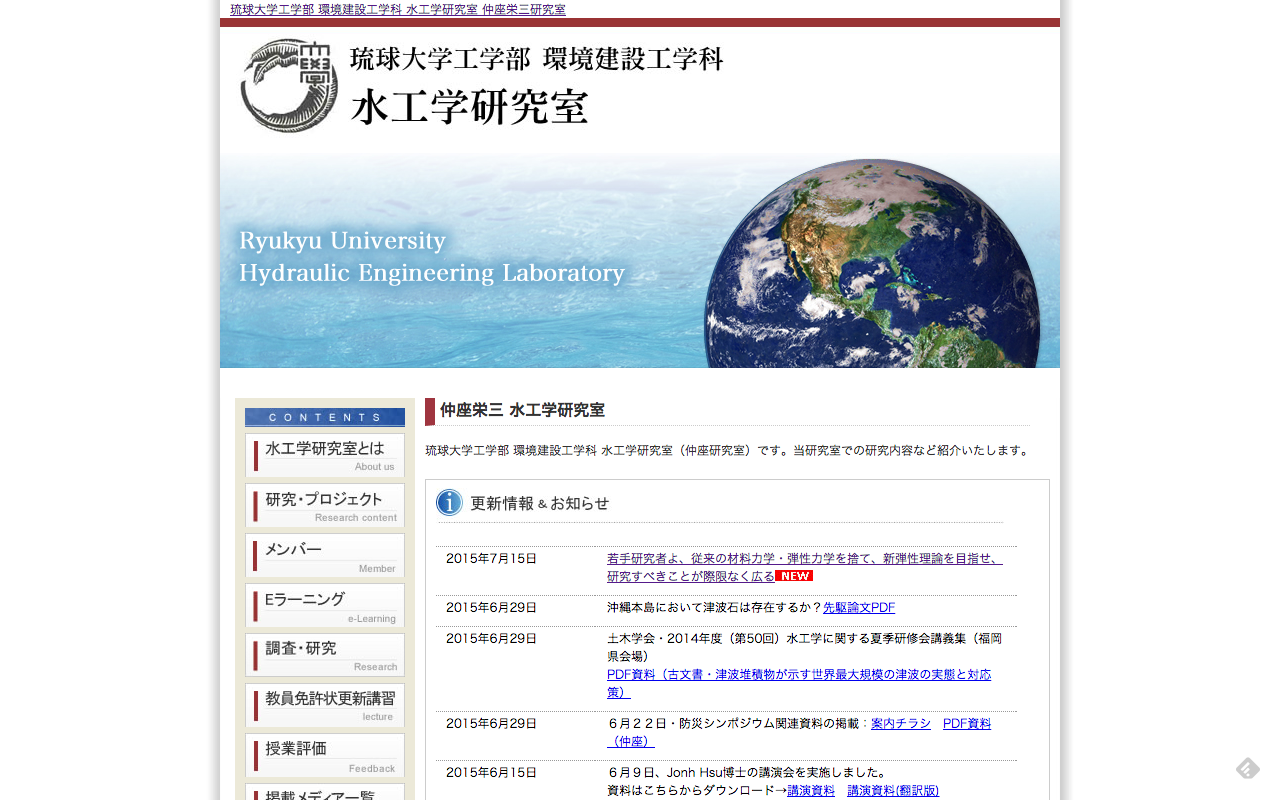 琉球大学工学部 環境建設工学科 水工学研究室 仲座栄三研究室
琉球大学工学部 環境建設工学科
水工学研究室
Ryukyu University
Hydraulic Engineering Laboratory
CONTENTS
水工学研究室とは
About us
研究・プロジェクト
Research content
メンバー
Member
Eラーニング
e-Learning
調査・研究
Research
教員免許状更新講習
lecture
授業評価
Feedback
掲載メディア一覧
仲座栄三 水工学研究室
琉球大学工学部 環境建設工学科 水工学研究室（仲座研究室）です。当研究室での研究内容など紹介いたします。
更新情報＆お知らせ
2015年7月15日
若手研究者よ、従来の材料力学・弾性力学を捨て、新弾性理論を目指せ、
研究すべきことが際限なく広る NEW
2015年6月29日
沖縄本島において津波石は存在するか？先駆論文PDF
2015年6月29日
土木学会・2014年度（第50回）水工学に関する夏季研修会講義集（福岡
県会場）
PDF資料（古文書・津波堆積物が示す世界最大規模の津波の実態と対応
策）
2015年6月29日
６月２２日・防災シンポジウム関連資料の掲載：案内チラシ　PDF資料
（仲座）
2015年6月15日
６月９日、Jonh Hsu博士の講演会を実施しました。
資料はこちらからダウンロード→講演資料　講演資料(翻訳版)